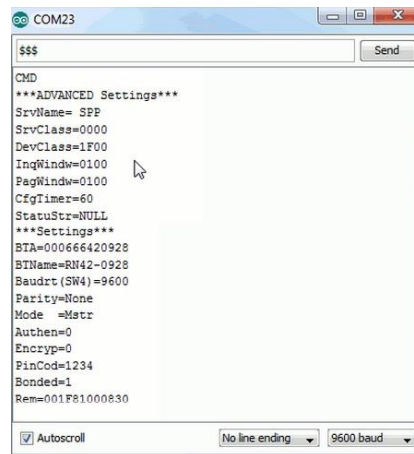 COM23
$$$
Send
CMD
***ADVANCED Settings***
SrvName= SPP
SrvClass=0000
DevClass=1F00
InqWindw=0100
PagWindw=0100
CfgTimer=60
StatuStr=NULL
***Settings***
BTA=000666420928
BTName=RN42-0928
Baudrt(SW4)=9600
Parity=None
Mode  =Mstr
Authen=0
Encryp=0
PinCod=1234
Bonded=1
Rem=001F81000830
Autoscroll
No line ending
9600 baud